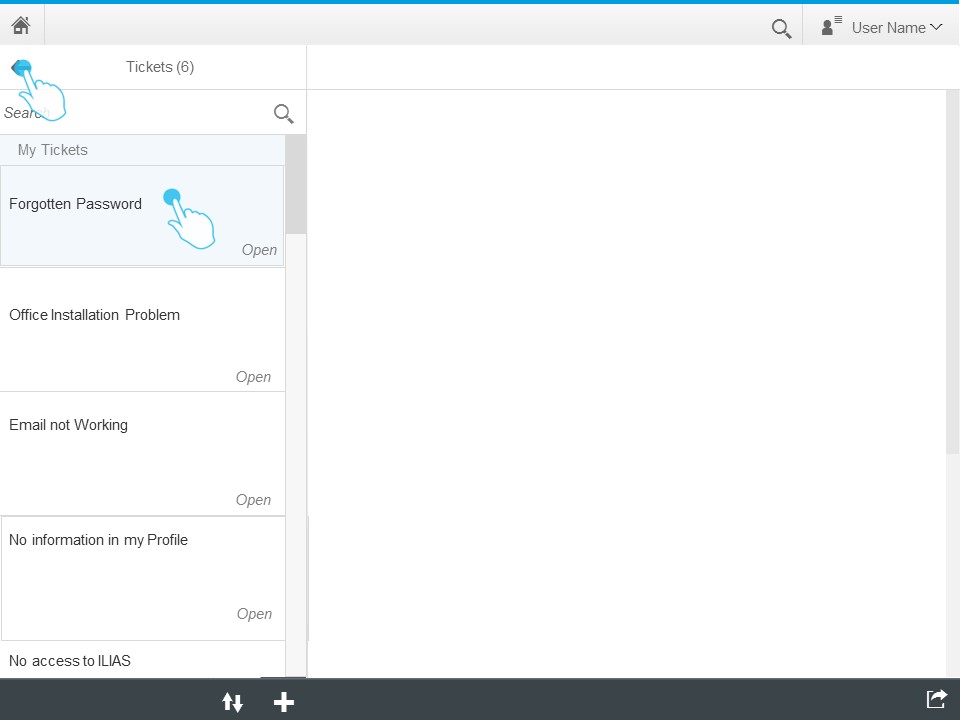 User Name
Tickets (6)
Search
My Tickets
Forgotten Password
Open
Office Installation Problem
Open
Email not Working
Open
No information in my Profile
Open
No access to ILIAS